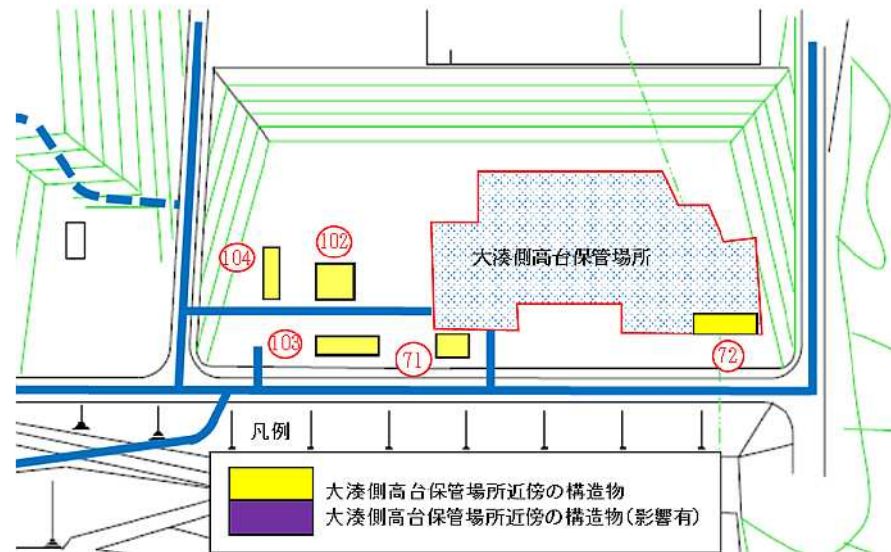 102
104
大湊側高台保管場所
103
71
72
凡例
大湊側高台保管場所近傍の構造物
大湊側高台保管場所近傍の構造物(影響有)